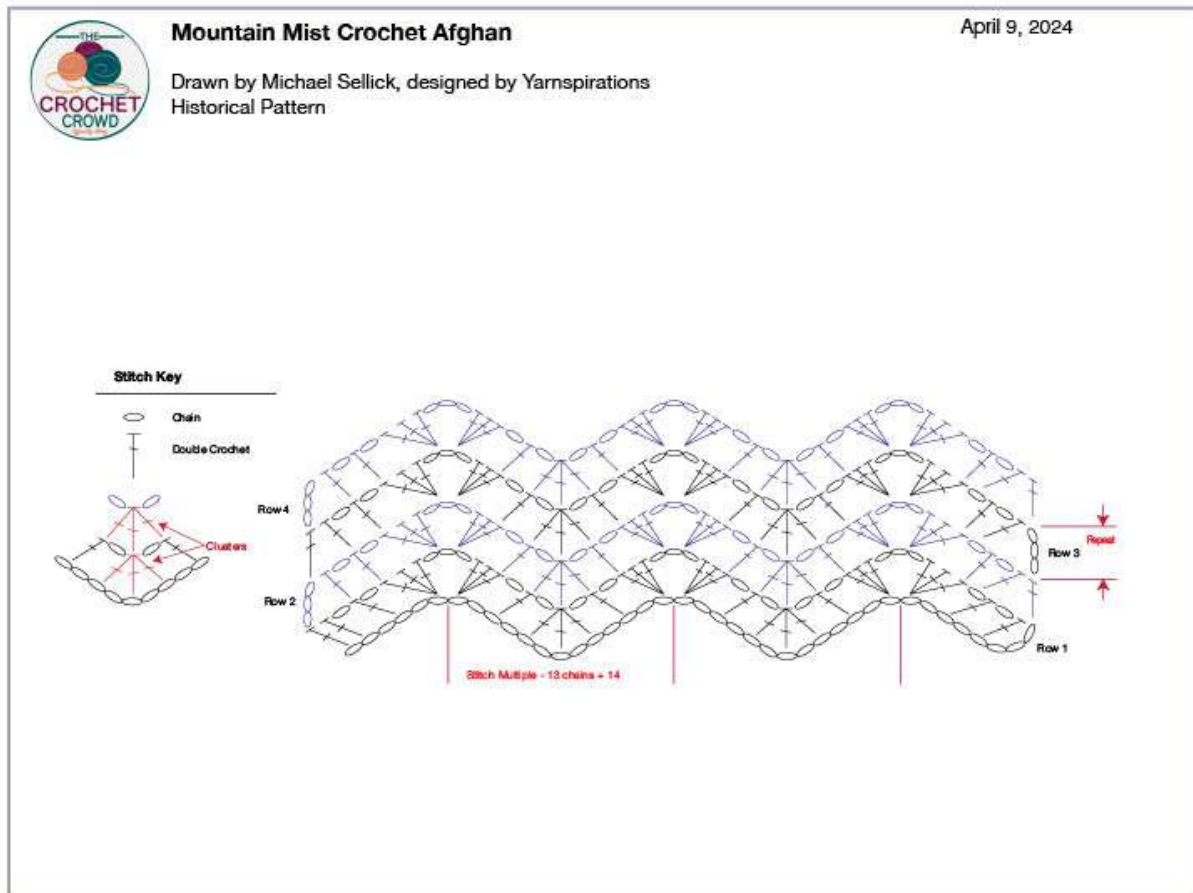 THE
CROCHET
CROWD
Mountain Mist Crochet Afghan
April 9, 2024
Drawn by Michael Sellick, designed by Yarnspirations
Historical Pattern
Stitch Key
Chain
Double Crochet
Clusters
Row 4
Row 2
Row 3
Repeat
Row 1
Stitch Multiple - 13 chains + 14